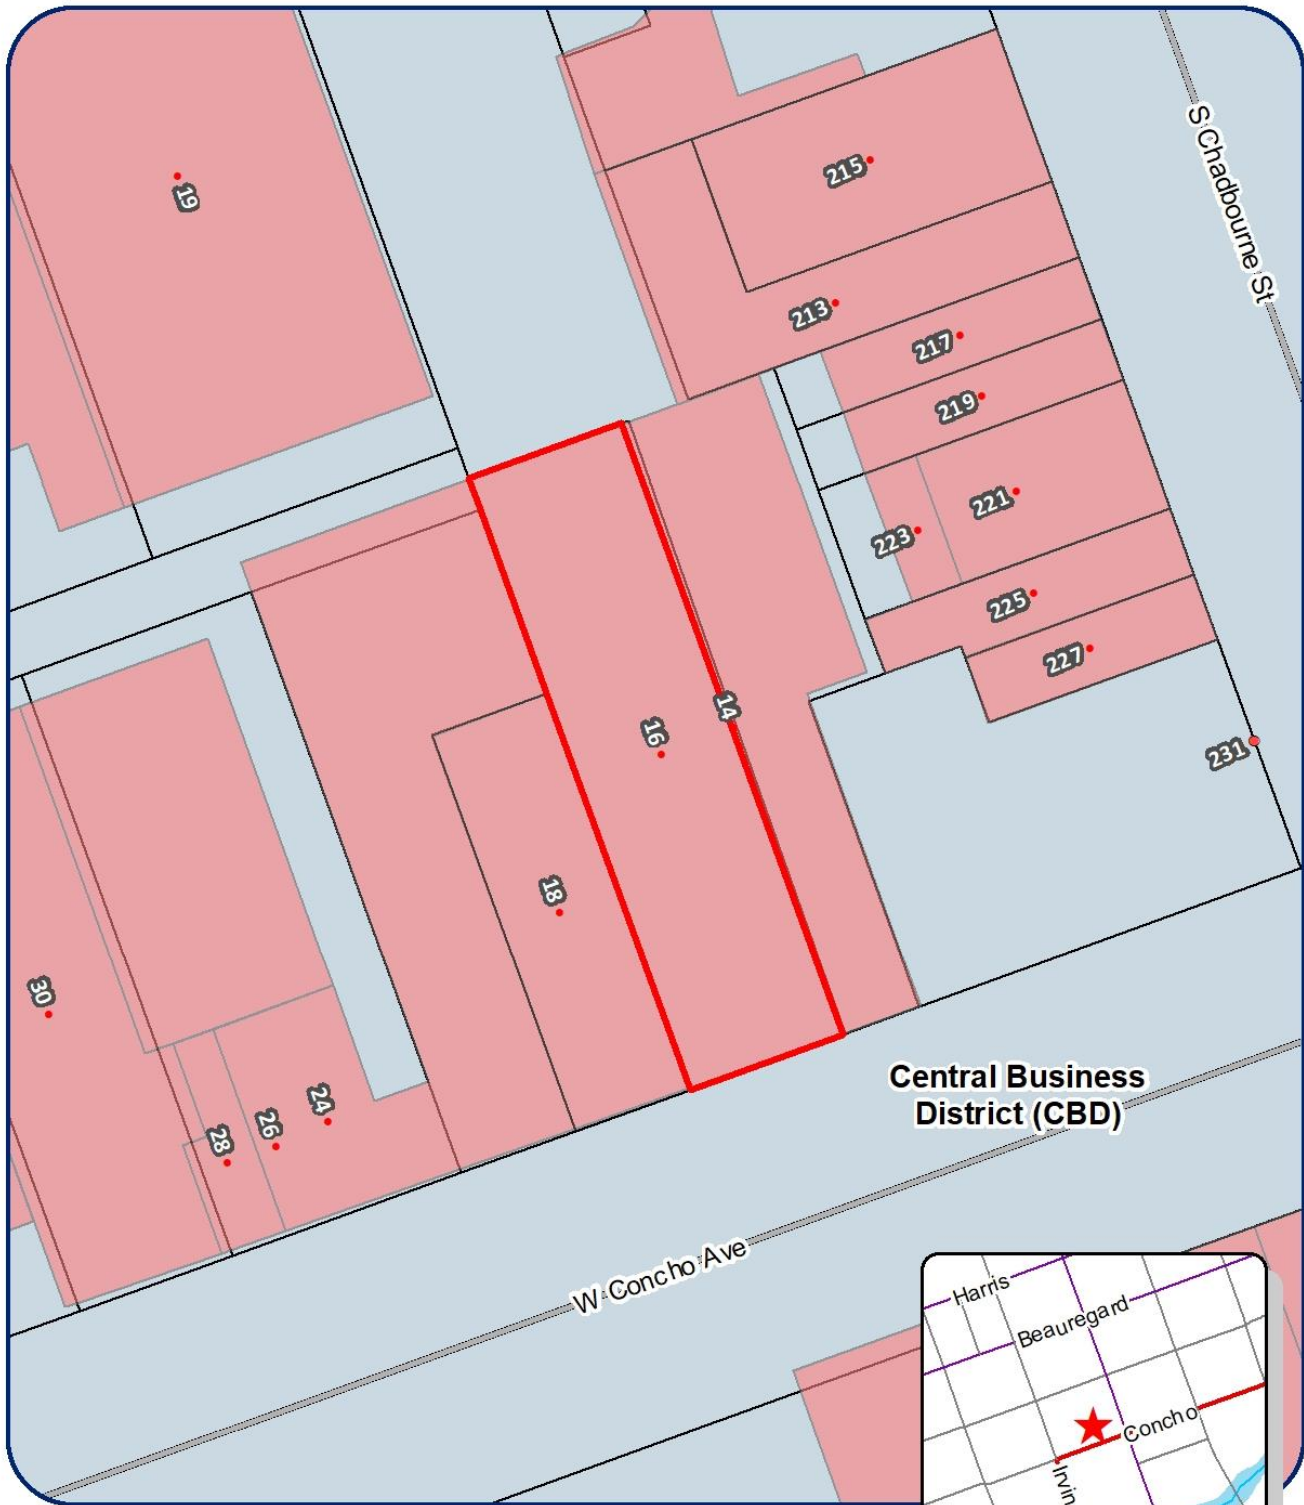 19
215
S Chadbourne St
213
217
219
221
223
225
227
14
16
231
18
30
24
26
28
Central Business
District (CBD)
W Concho Ave
Harris
Beauregard
Concho
Irvin